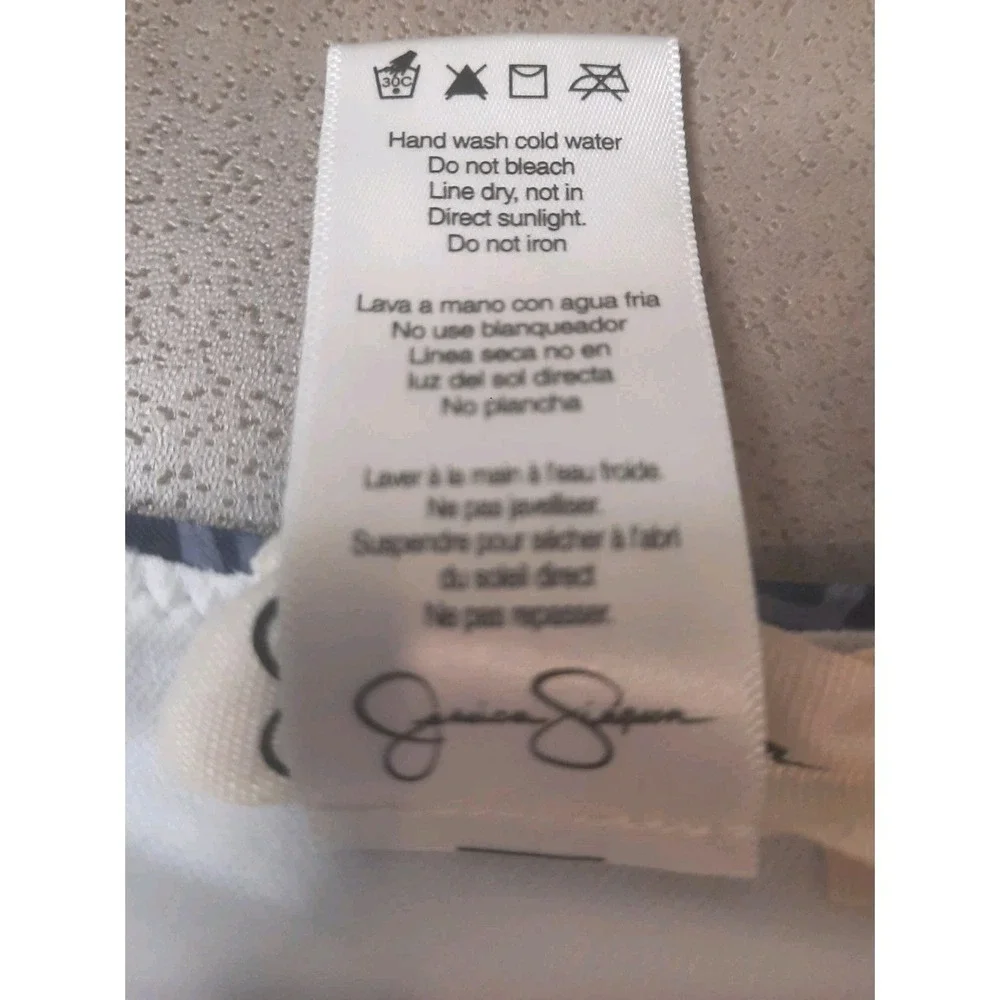 30C
Hand wash cold water
Do not bleach
Line dry, not in
Direct sunlight.
Do not iron
Lava a mano con agua fria
No use blanqueador
Linea seca no en
luz del sol directa
No plancha
Laver à la main à l'eau froide.
Ne pas javelliser.
Suspendre pour sécher à l'abri
du soleil direct
Ne pas repasser.
Jessica Simpson